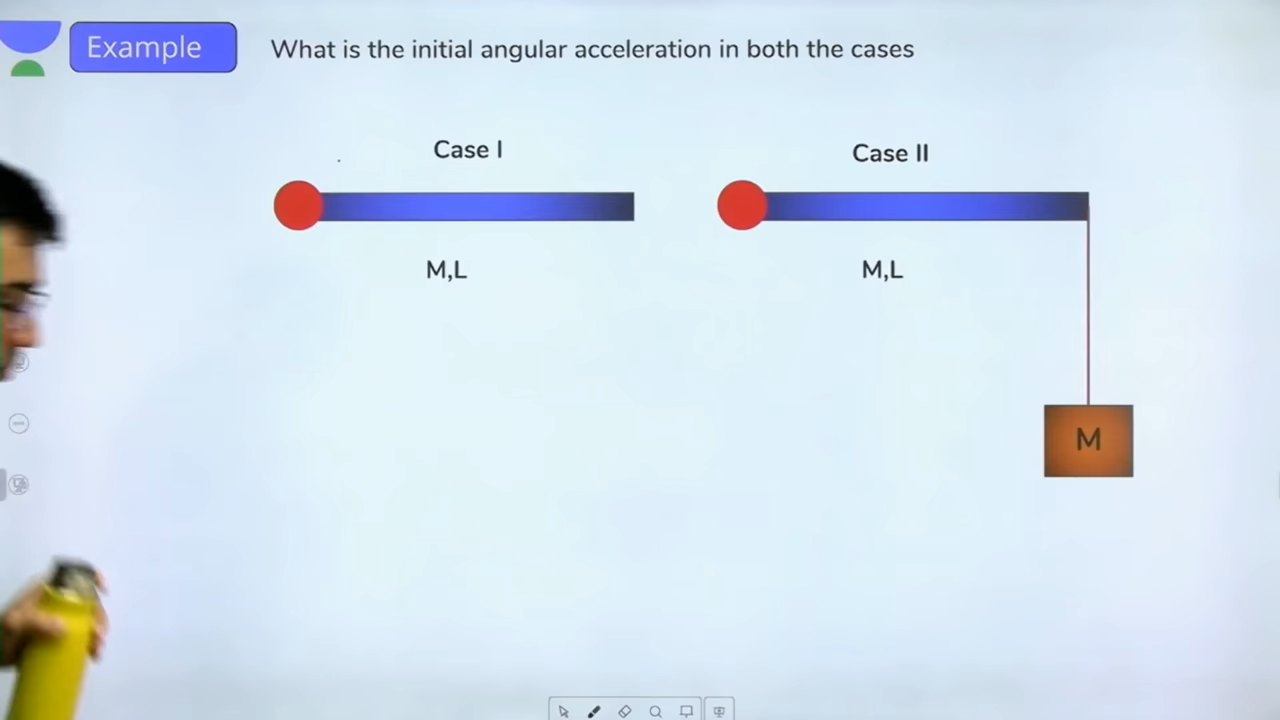 Example
What is the initial angular acceleration in both the cases
Case I
Case II
M,L
M,L
M